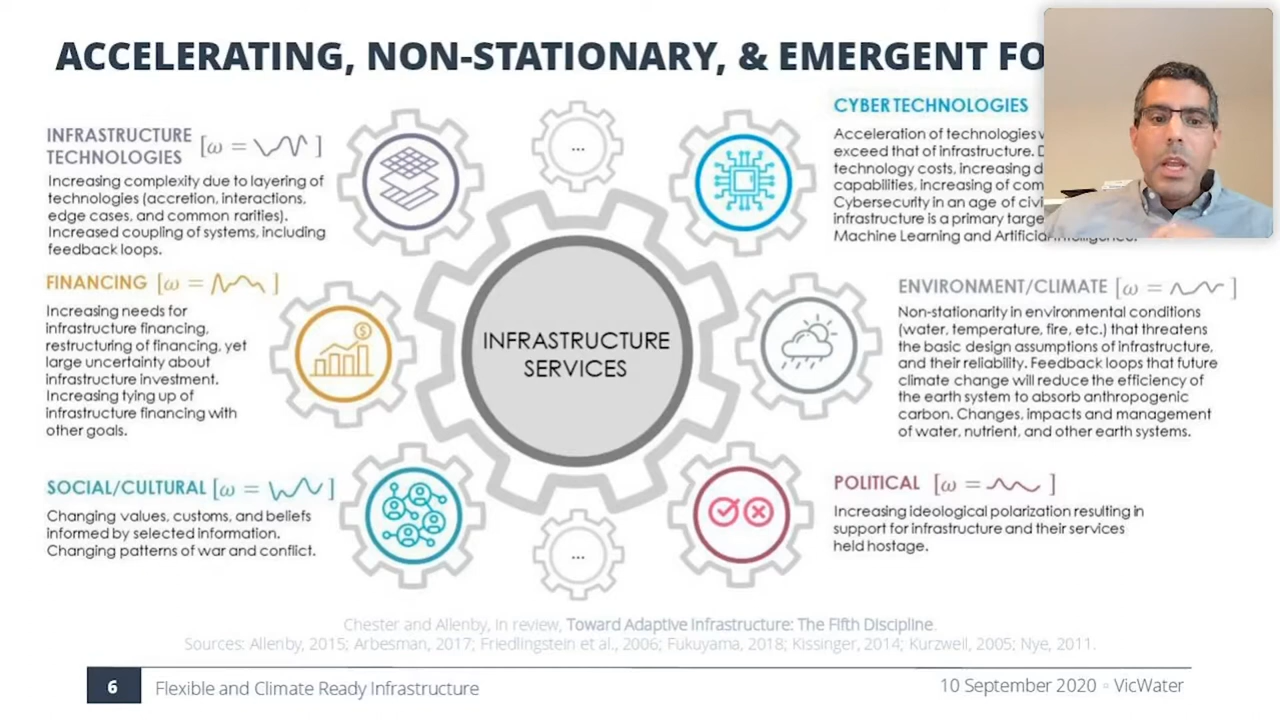 ACCELERATING, NON-STATIONARY, & EMERGENT
INFRASTRUCTURE
TECHNOLOGIES [ω = ]
Increasing complexity due to layering of
technologies (accretion, interactions,
edge cases, and common rarities).
Increased coupling of systems, including
feedback loops.
FINANCING [ω = ]
Increasing needs for
infrastructure financing,
restructuring of financing, yet
large uncertainty about
infrastructure investment.
Increasing tying up of
infrastructure financing with
other goals.
SOCIAL/CULTURAL [ω = ]
Changing values, customs, and beliefs
informed by selected information.
Changing patterns of war and conflict.
...
INFRASTRUCTURE
SERVICES
...
$
CYBERTECHNOLOGIES
Acceleration of technologies
exceed that of infrastructure.
technology costs, increasing
capabilities, increasing of
Cybersecurity in an age of
infrastructure is a primary
Machine Learning and Artificial Intelligence.
ENVIRONMENT/CLIMATE [ω = ]
Non-stationarity in environmental conditions
(water, temperature, fire, etc.) that threatens
the basic design assumptions of infrastructure,
and their reliability. Feedback loops that future
climate change will reduce the efficiency of
the earth system to absorb anthropogenic
carbon. Changes, impacts and management
of water, nutrient, and other earth systems.
POLITICAL [ω = ]
Increasing ideological polarization resulting in
support for infrastructure and their services
held hostage.
Chester and Allenby, In review, Toward Adaptive Infrastructure: The Fifth Discipline.
Sources: Allenby, 2015; Arbesman, 2017; Friedlingstein et al., 2006; Fukuyama, 2018; Kissinger, 2014; Kurzweil, 2005; Nye, 2011.
6 Flexible and Climate Ready Infrastructure
10 September 2020 ▫ VicWater